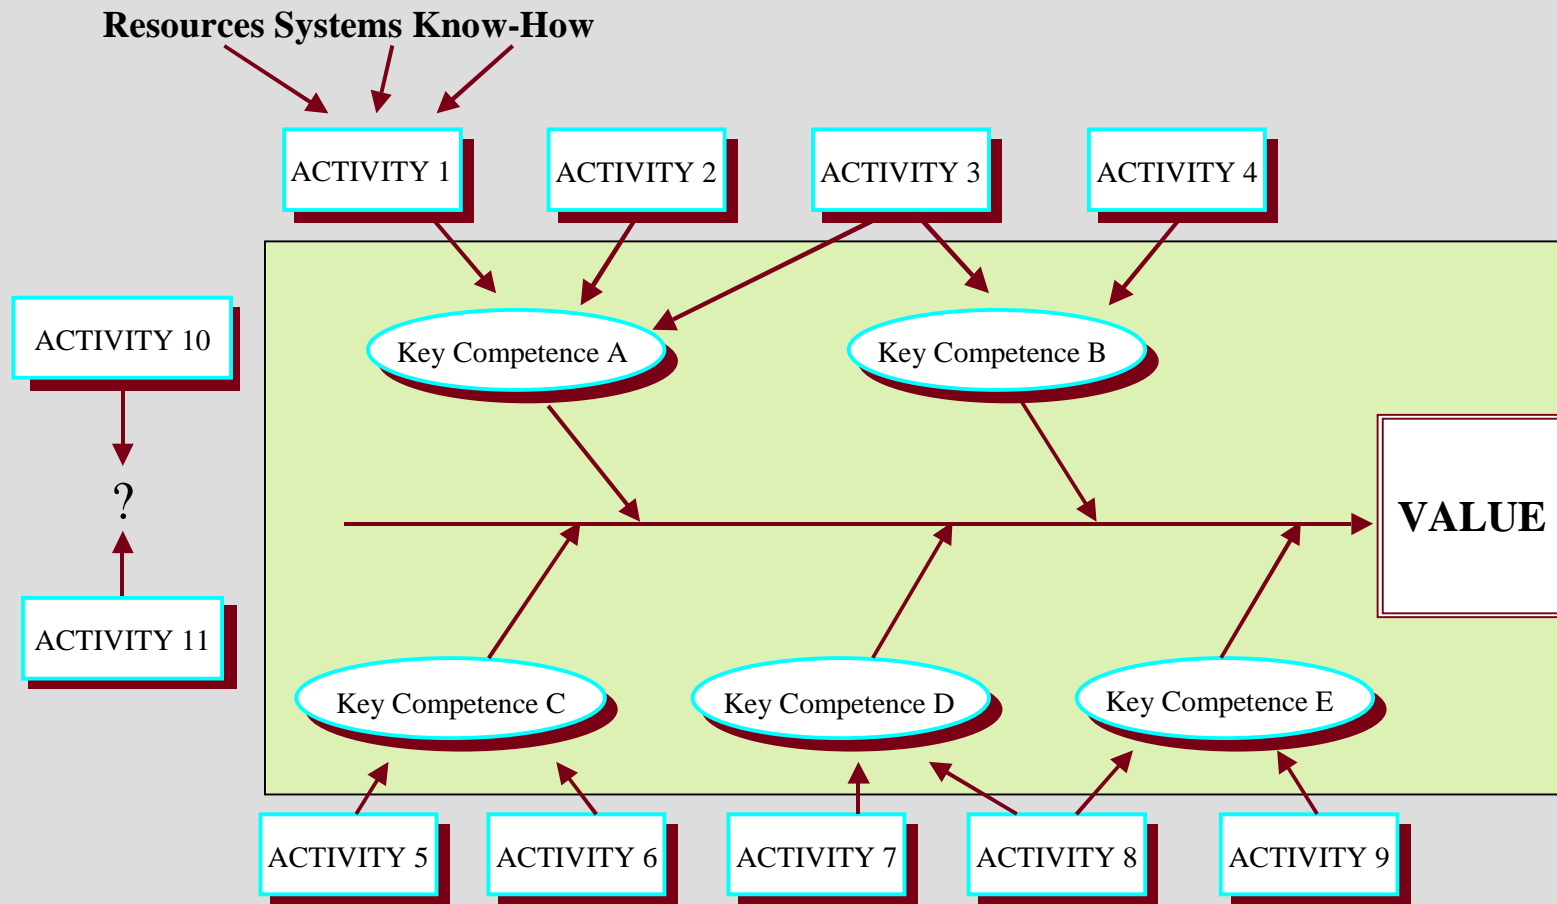 Resources Systems Know-How
ACTIVITY 1
ACTIVITY 2
ACTIVITY 3
ACTIVITY 4
ACTIVITY 10
Key Competence A
Key Competence B
?
VALUE
ACTIVITY 11
Key Competence C
Key Competence D
Key Competence E
ACTIVITY 5
ACTIVITY 6
ACTIVITY 7
ACTIVITY 8
ACTIVITY 9